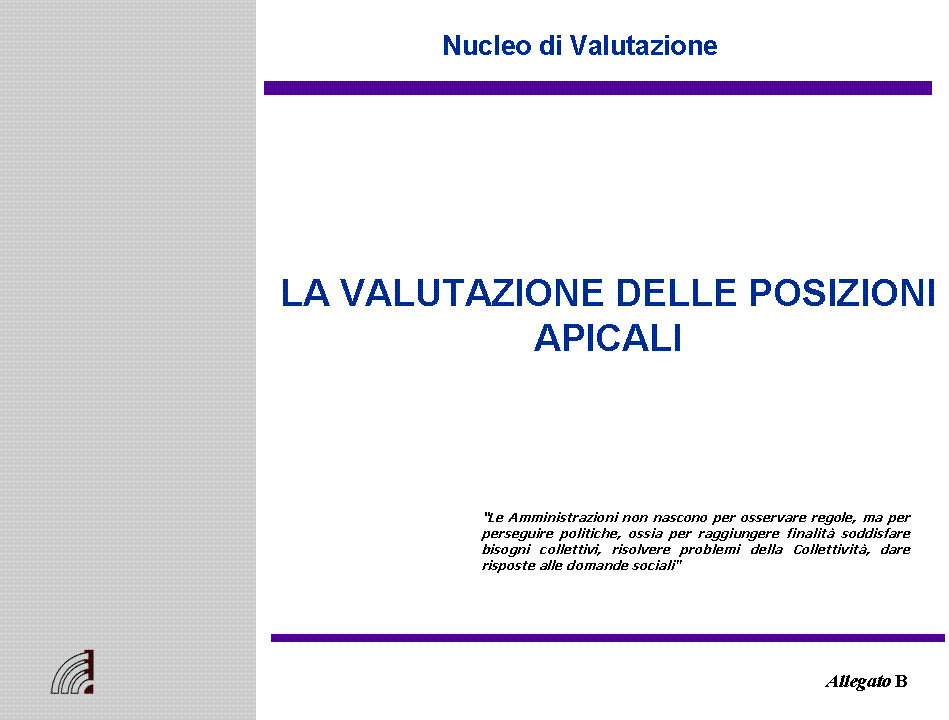 Nucleo di Valutazione
LA VALUTAZIONE DELLE POSIZIONI
APICALI
"Le Amministrazioni non nascono per osservare regole, ma per
perseguire politiche, ossia per raggiungere finalità soddisfare
bisogni collettivi, risolvere problemi della Collettività, dare
risposte alle domande sociali"
Allegato B